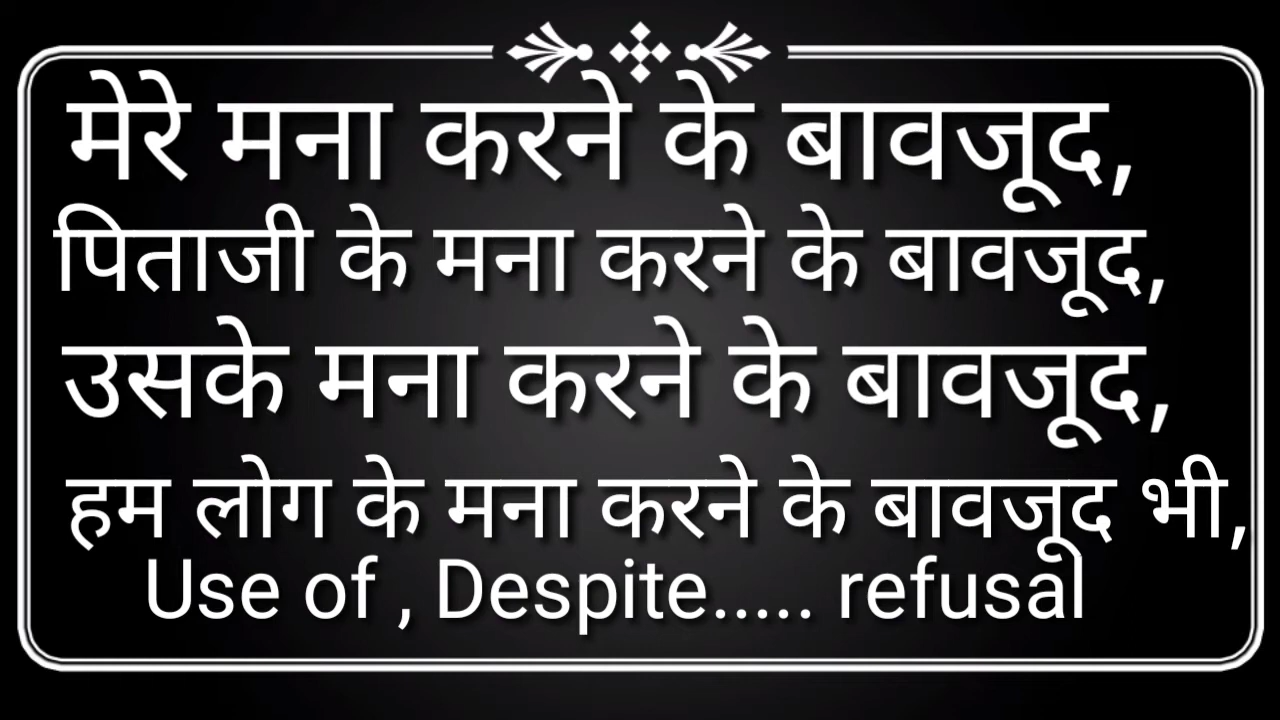 मेरे मना करने के बावजूद,
पिताजी के मना करने के बावजूद,
उसके मना करने के बावजूद,
हम लोग के मना करने के बावजूद भी,
Use of , Despite..... refusal